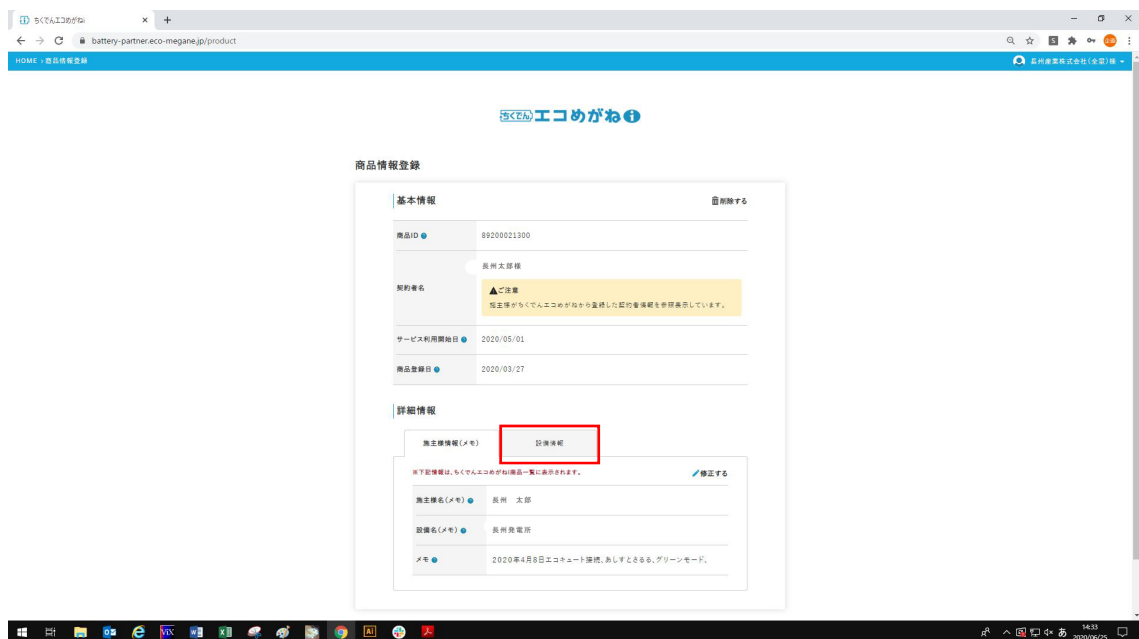 ちくでんエコめがねi
battery-partner.eco-megane.jp/product
HOME › 商品情報登録
長州産業株式会社(全量)様
ちくでん エコめがねi
商品情報登録
基本情報
削除する
商品ID
89200021300
契約者名
長州太郎様
ご注意
施主様がちくでんエコめがねから登録した契約者情報を参照表示しています。
サービス利用開始日
2020/05/01
商品登録日
2020/03/27
詳細情報
施主様情報(メモ)
設備情報
※下記情報は、ちくでんエコめがねi商品一覧に表示されます。
修正する
施主様名(メモ)
長州 太郎
設備名(メモ)
長州発電所
メモ
2020年4月8日エコキュート接続、あしすとさるる、グリーンモード、
あ
14:33
2020/06/25